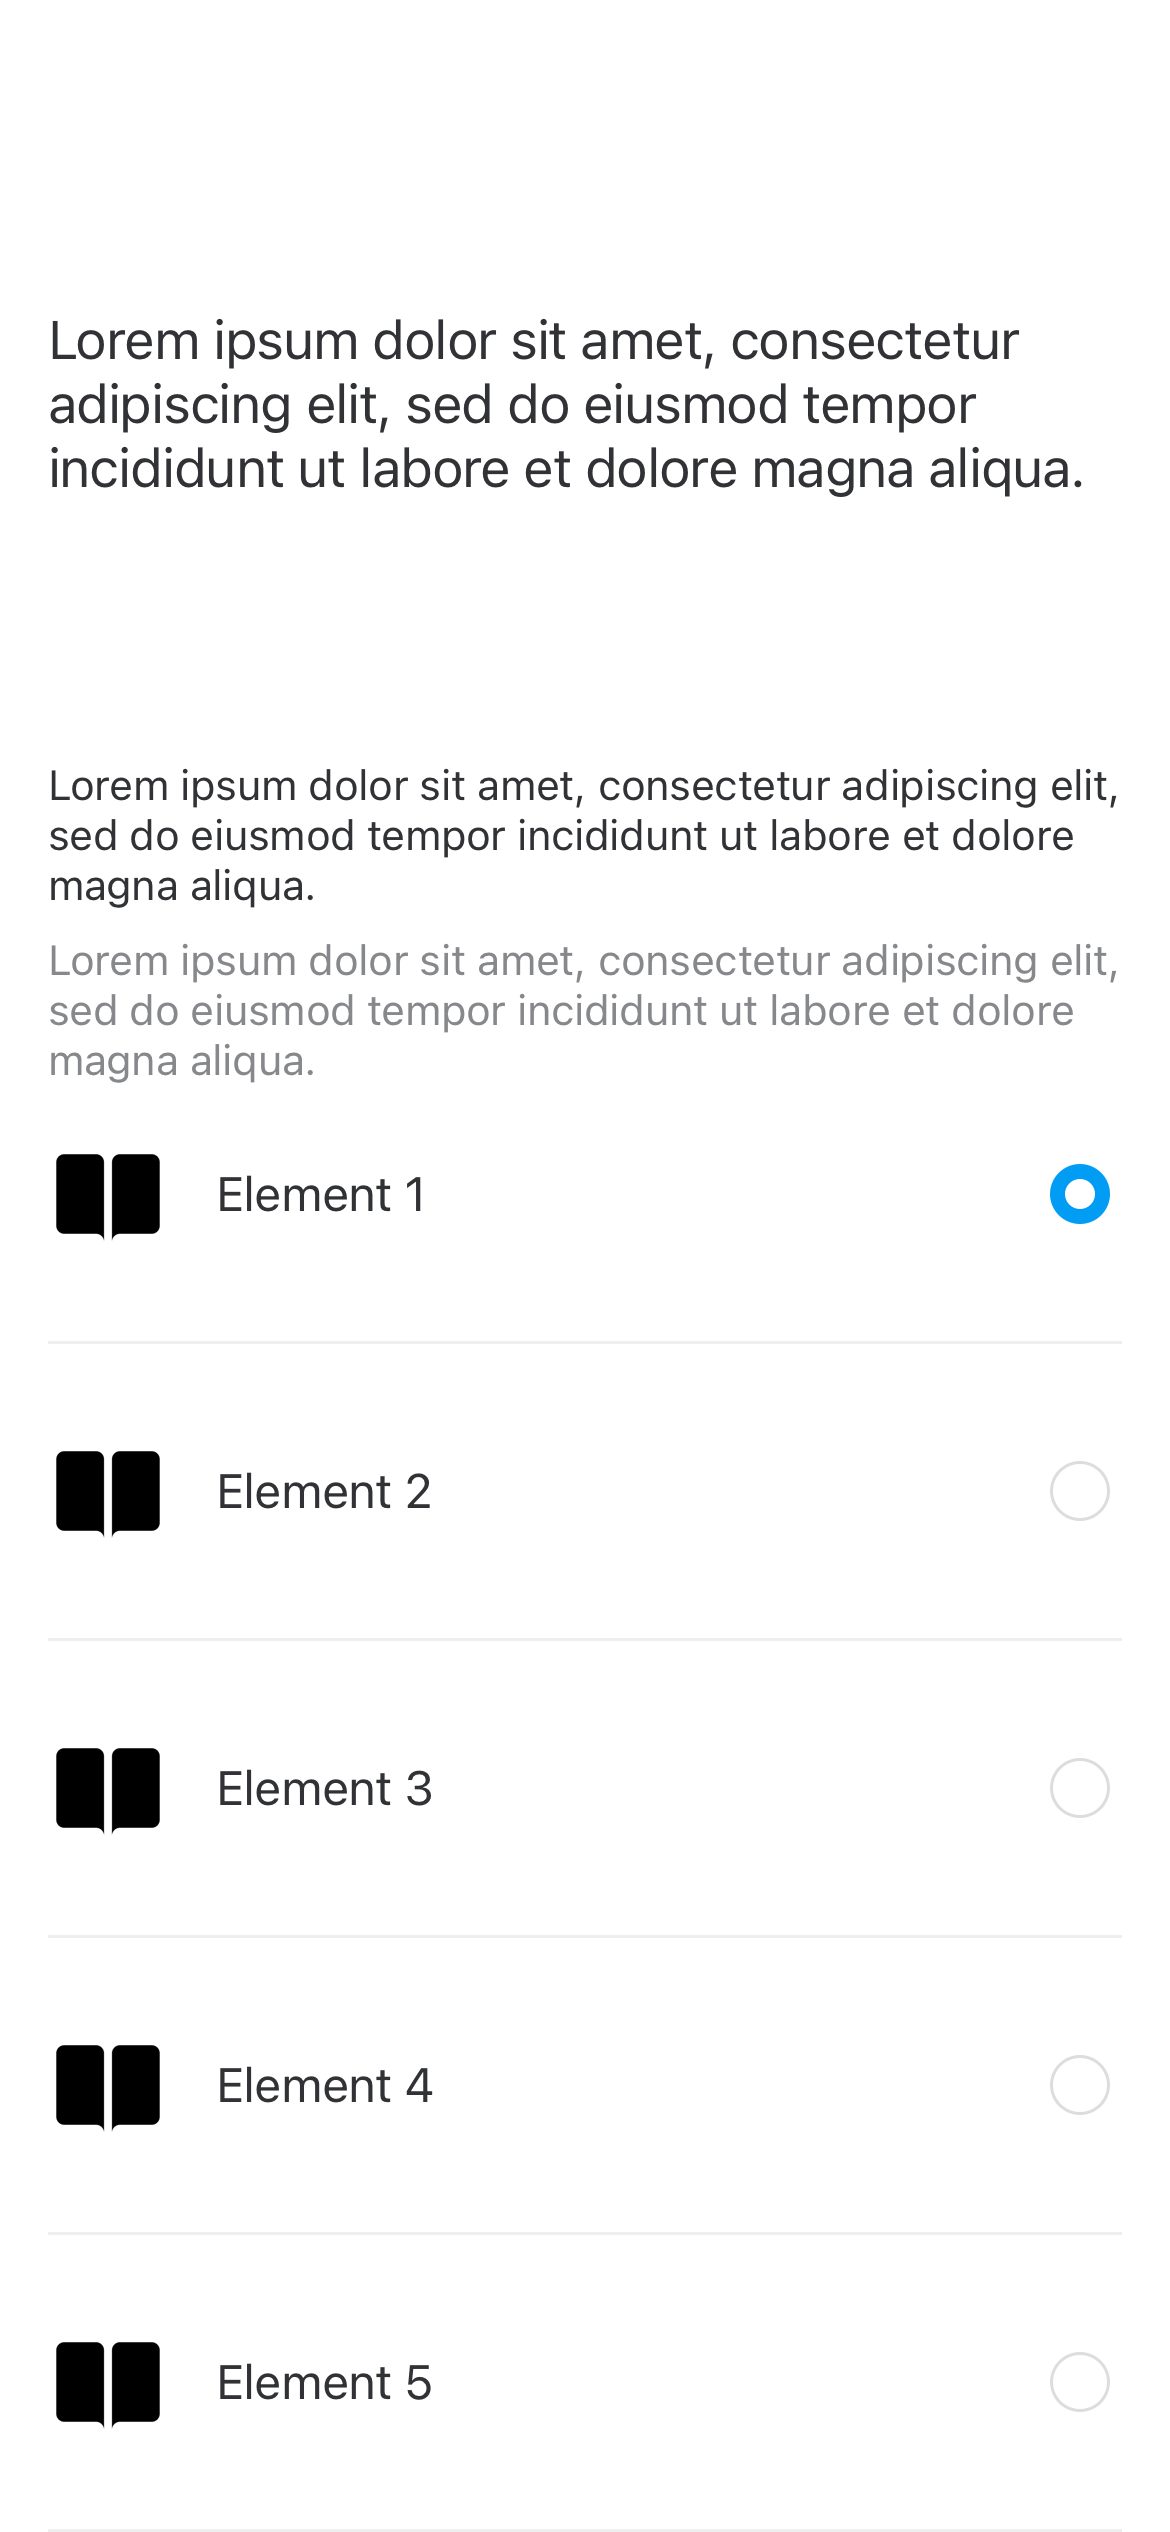 Lorem ipsum dolor sit amet, consectetur
adipiscing elit, sed do eiusmod tempor
incididunt ut labore et dolore magna aliqua.
Lorem ipsum dolor sit amet, consectetur adipiscing elit,
sed do eiusmod tempor incididunt ut labore et dolore
magna aliqua.
Lorem ipsum dolor sit amet, consectetur adipiscing elit,
sed do eiusmod tempor incididunt ut labore et dolore
magna aliqua.
Element 1
Element 2
Element 3
Element 4
Element 5